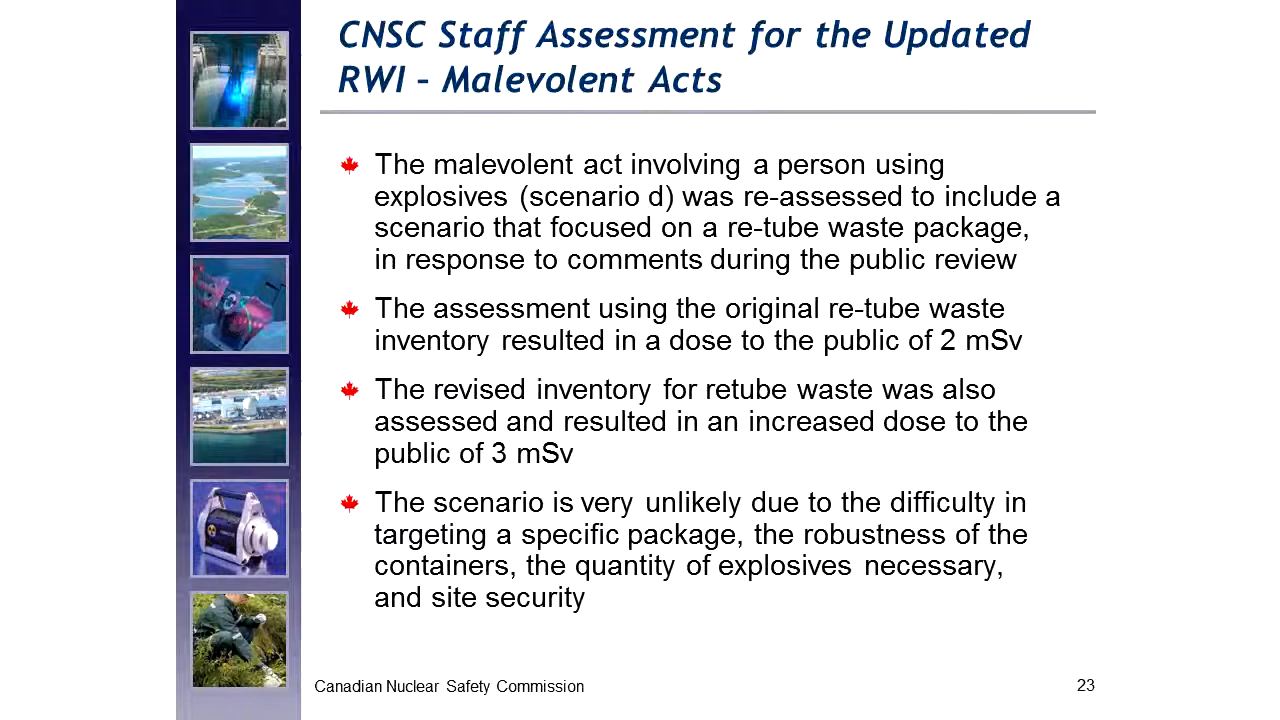 CNSC Staff Assessment for the Updated
RWI – Malevolent Acts
The malevolent act involving a person using
explosives (scenario d) was re-assessed to include a
scenario that focused on a re-tube waste package,
in response to comments during the public review
The assessment using the original re-tube waste
inventory resulted in a dose to the public of 2 mSv
The revised inventory for retube waste was also
assessed and resulted in an increased dose to the
public of 3 mSv
The scenario is very unlikely due to the difficulty in
targeting a specific package, the robustness of the
containers, the quantity of explosives necessary,
and site security
Canadian Nuclear Safety Commission
23